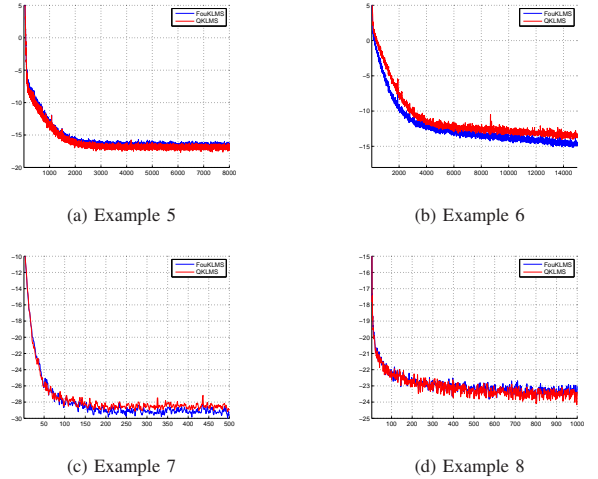 5
0
−5
−10
−15
−20
1000 2000 3000 4000 5000 6000 7000 8000
FouKLMS
QKLMS
(a) Example 5
5
0
−5
−10
−15
2000 4000 6000 8000 10000 12000 14000
FouKLMS
QKLMS
(b) Example 6
−10
−12
−14
−16
−18
−20
−22
−24
−26
−28
−30
50 100 150 200 250 300 350 400 450 500
FouKLMS
QKLMS
(c) Example 7
−15
−16
−17
−18
−19
−20
−21
−22
−23
−24
−25
100 200 300 400 500 600 700 800 900 1000
FouKLMS
QKLMS
(d) Example 8